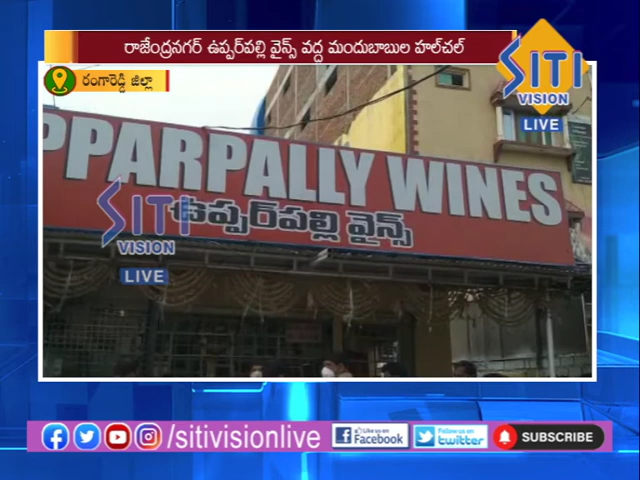 రాజేంద్రనగర్ ఉప్పర్‌పల్లి వైన్స్ వద్ద మందుబాబుల హల్‌చల్
SITI
VISION
LIVE
రంగారెడ్డి జిల్లా
PPARPALLY WINES
ఉప్పర్‌పల్లి వైన్స్
SITI
VISION
LIVE
/sitivisionlive
Like us on
Facebook
Follow us on
twitter
SUBSCRIBE